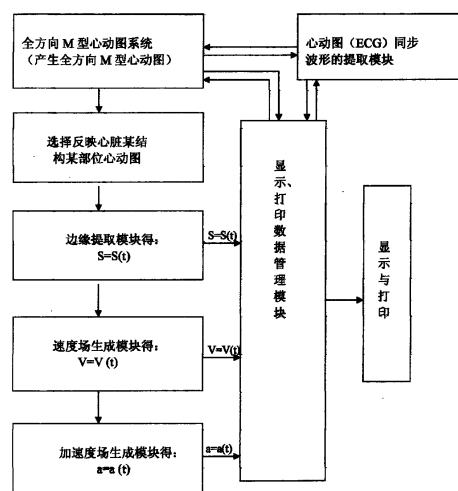 全方向 M 型心动图系统
（产生全方向 M 型心动图）
心动图（ECG）同步
波形的提取模块
选择反映心脏某结
构某部位心动图
边缘提取模块得：
S=S(t)
S=S(t)
速度场生成模块得：
V=V (t)
V=V(t)
加速度场生成模块得：
a=a (t)
a=a(t)
显
示、
打
印
数
据
管
理
模
块
显
示
与
打
印